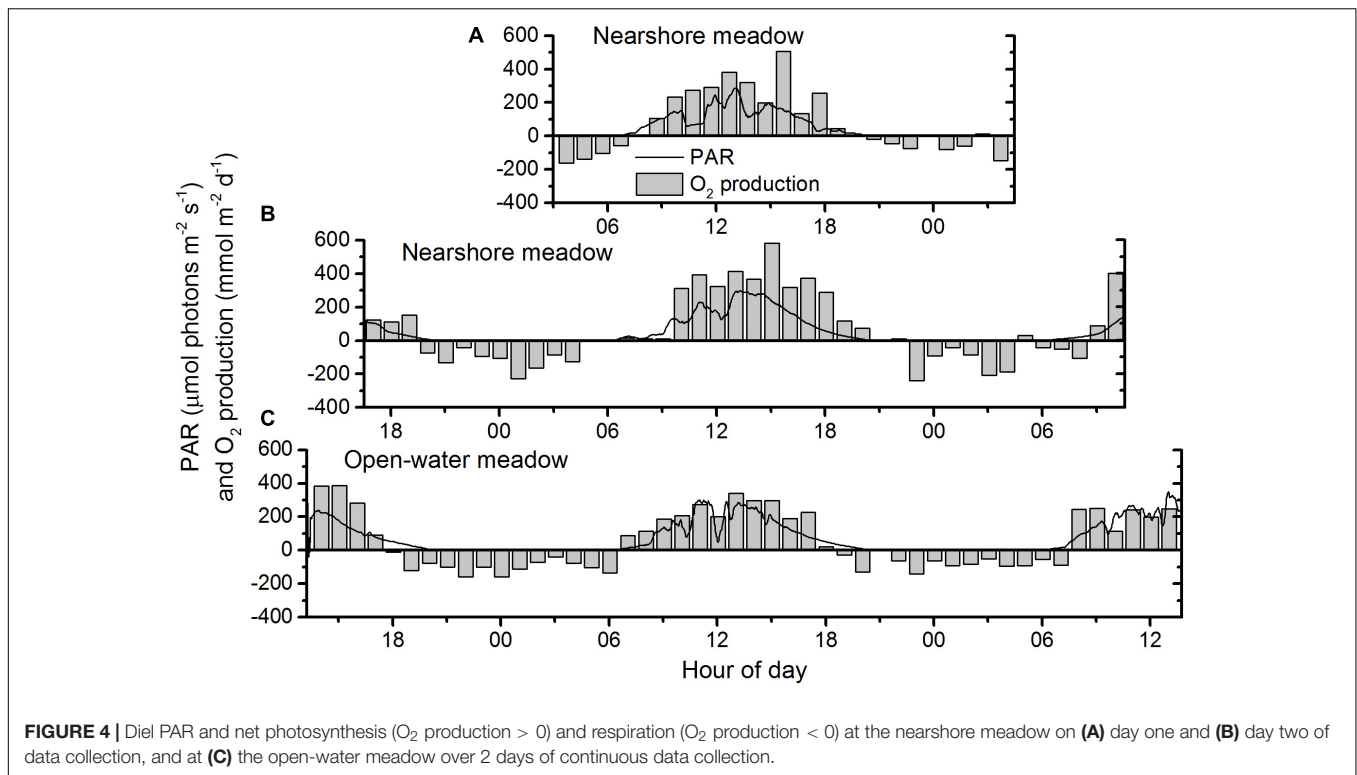 A
Nearshore meadow
600
400
200
0
-200
-400
PAR
O₂ production
06 12 18 00
B
Nearshore meadow
600
400
200
0
-200
-400
18 00 06 12 18 00 06
C
Open-water meadow
600
400
200
0
-200
-400
18 00 06 12 18 00 06 12
PAR (μmol photons m⁻² s⁻¹)
and O₂ production (mmol m⁻² d⁻¹)
Hour of day
FIGURE 4 | Diel PAR and net photosynthesis (O₂ production > 0) and respiration (O₂ production < 0) at the nearshore meadow on (A) day one and (B) day two of
data collection, and at (C) the open-water meadow over 2 days of continuous data collection.